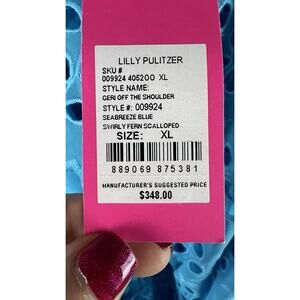 LILLY PULITZER
SKU #
009924 4052OO XL
STYLE NAME:
GERI OFF THE SHOULDER
STYLE #: 009924
SEABREEZE BLUE
SWIRLY FERN SCALLOPED
SIZE: XL
889069 875381
MANUFACTURER'S SUGGESTED PRICE
$348.00